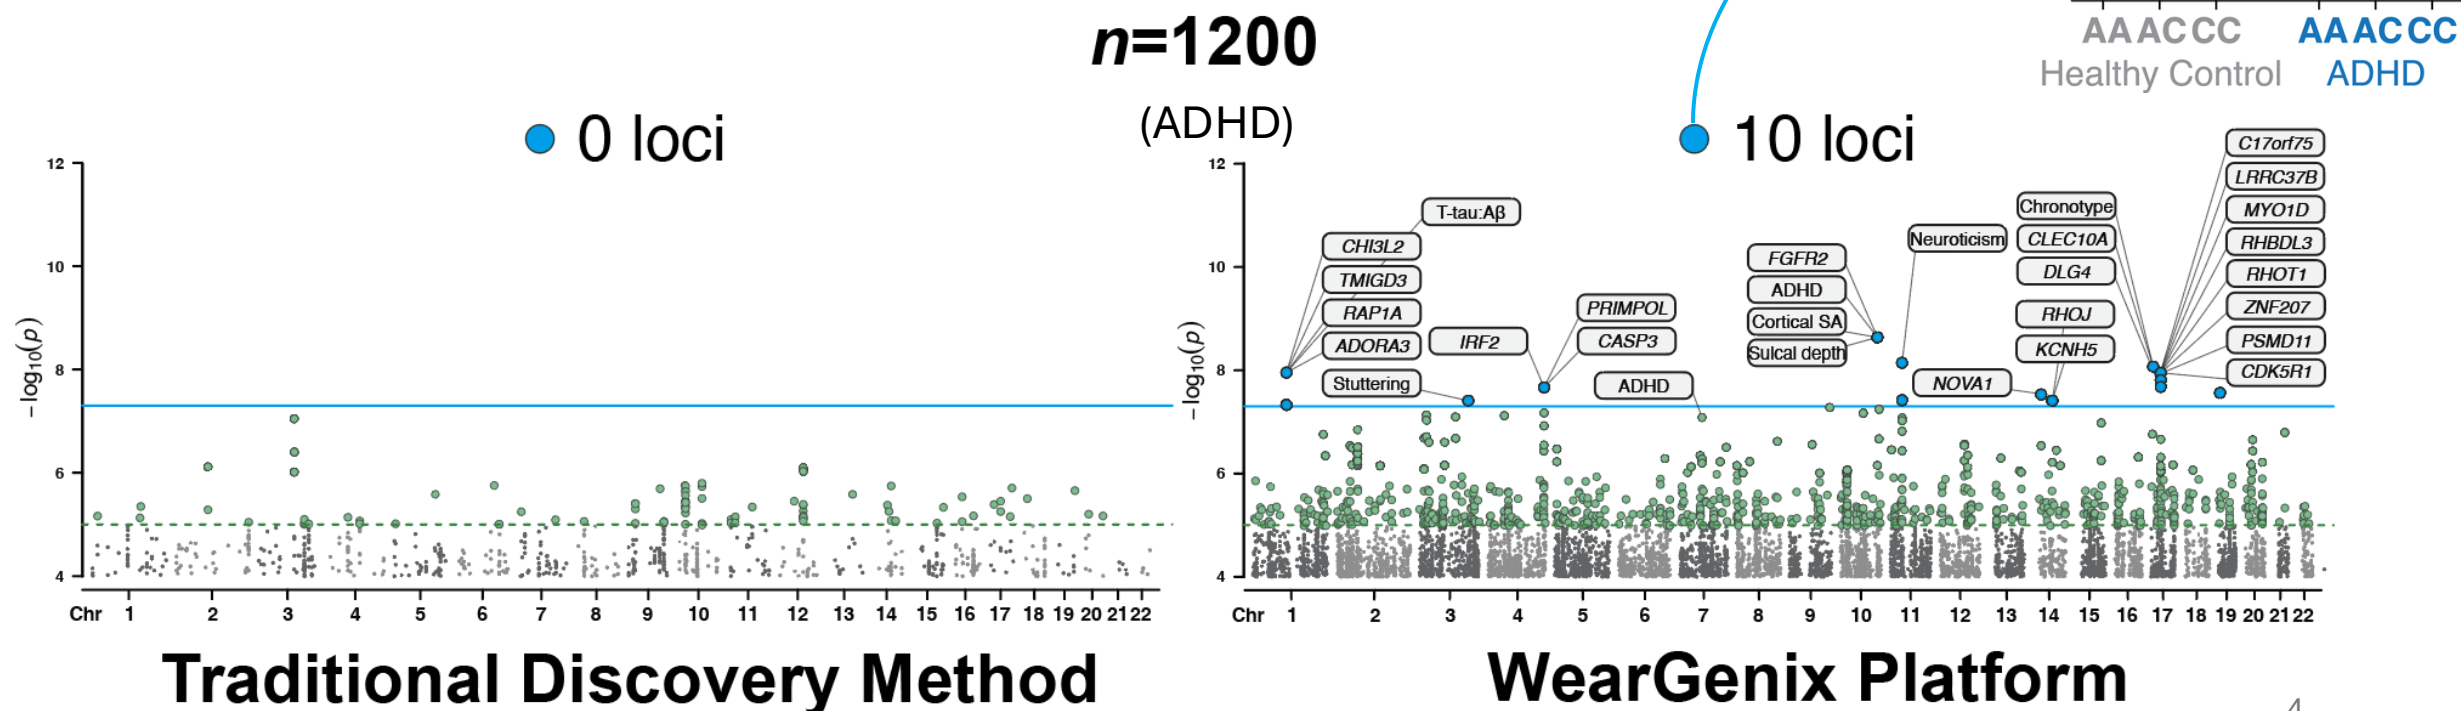 n=1200
(ADHD)
AA AC CC AA AC CC
Healthy Control ADHD
0 loci
12
10
8
6
4
−log10(p)
Chr 1 2 3 4 5 6 7 8 9 10 11 12 13 14 15 16 17 18 19 20 21 22
Traditional Discovery Method
10 loci
12
10
8
6
4
−log10(p)
T-tau:Aβ
CHI3L2
TMIGD3
RAP1A
ADORA3
Stuttering
IRF2
PRIMPOL
CASP3
ADHD
FGFR2
ADHD
Cortical SA
Sulcal depth
Neuroticism
NOVA1
Chronotype
CLEC10A
DLG4
RHOJ
KCNH5
C17orf75
LRRC37B
MYO1D
RHBDL3
RHOT1
ZNF207
PSMD11
CDK5R1
Chr 1 2 3 4 5 6 7 8 9 10 11 12 13 14 15 16 17 18 19 20 21 22
WearGenix Platform